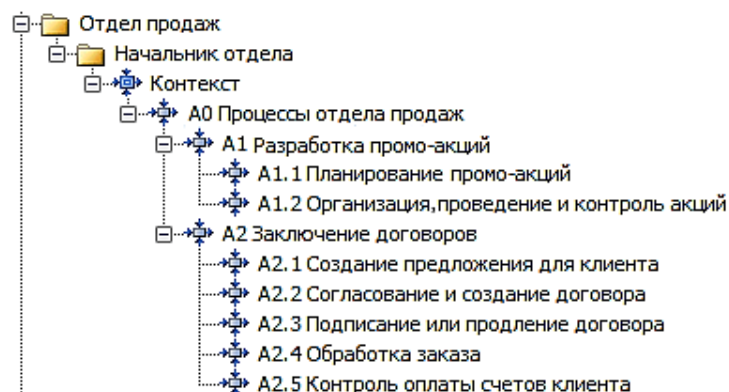 Отдел продаж
Начальник отдела
Контекст
A0 Процессы отдела продаж
A1 Разработка промо-акций
A1.1 Планирование промо-акций
A1.2 Организация,проведение и контроль акций
A2 Заключение договоров
A2.1 Создание предложения для клиента
A2.2 Согласование и создание договора
A2.3 Подписание или продление договора
A2.4 Обработка заказа
A2.5 Контроль оплаты счетов клиента